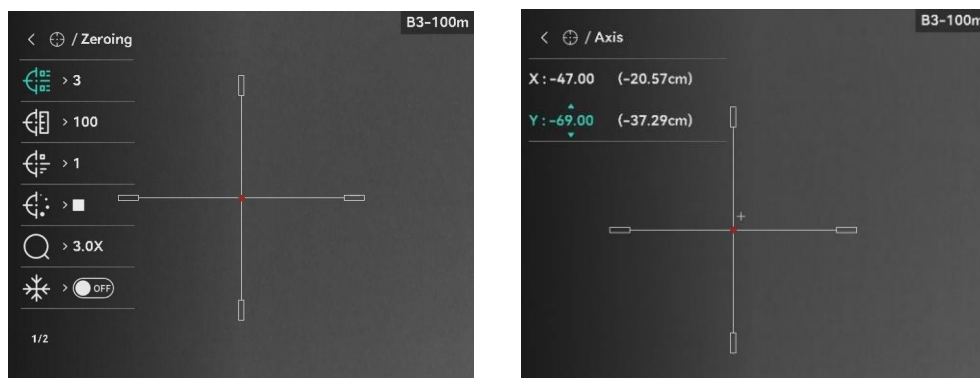 B3-100m
< / Zeroing
> 3
> 100
> 1
>
> 3.0X
> OFF
1/2
B3-100m
< / Axis
X : -47.00 (-20.57cm)
Y : -69.00 (-37.29cm)